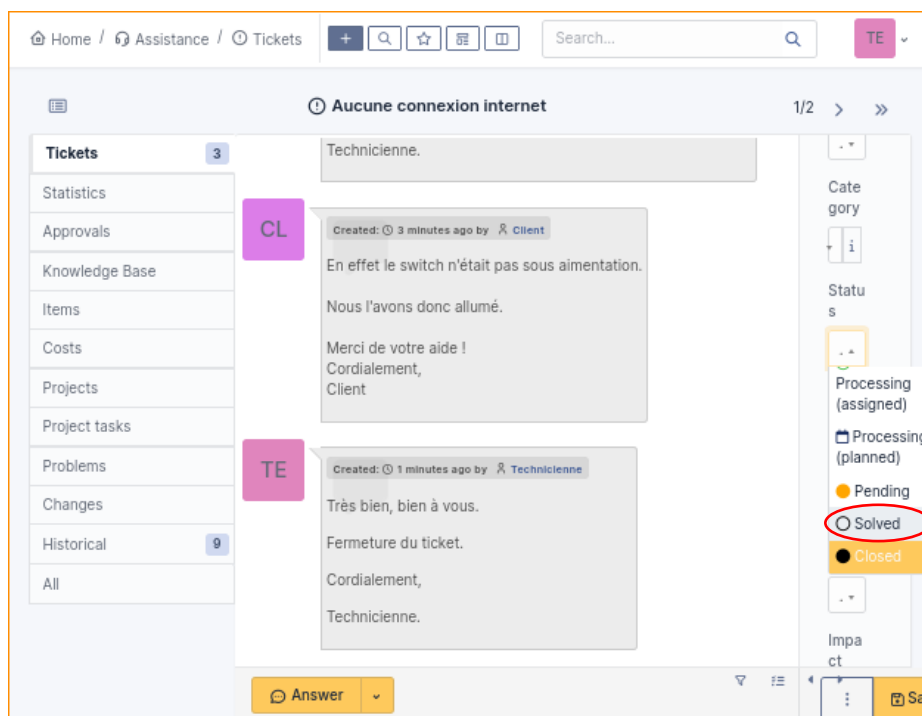 Home / Assistance / Tickets
Search...
TE
Aucune connexion internet
1/2
Tickets 3
Statistics
Approvals
Knowledge Base
Items
Costs
Projects
Project tasks
Problems
Changes
Historical 9
All
Technicienne.
CL
Created: 3 minutes ago by Client
En effet le switch n'était pas sous aimentation.
Nous l'avons donc allumé.
Merci de votre aide !
Cordialement,
Client
TE
Created: 1 minutes ago by Technicienne
Très bien, bien à vous.
Fermeture du ticket.
Cordialement,
Technicienne.
Cate
gory
i
Statu
s
Processing
(assigned)
Processing
(planned)
Pending
Solved
Closed
Impa
ct
Answer
Sa